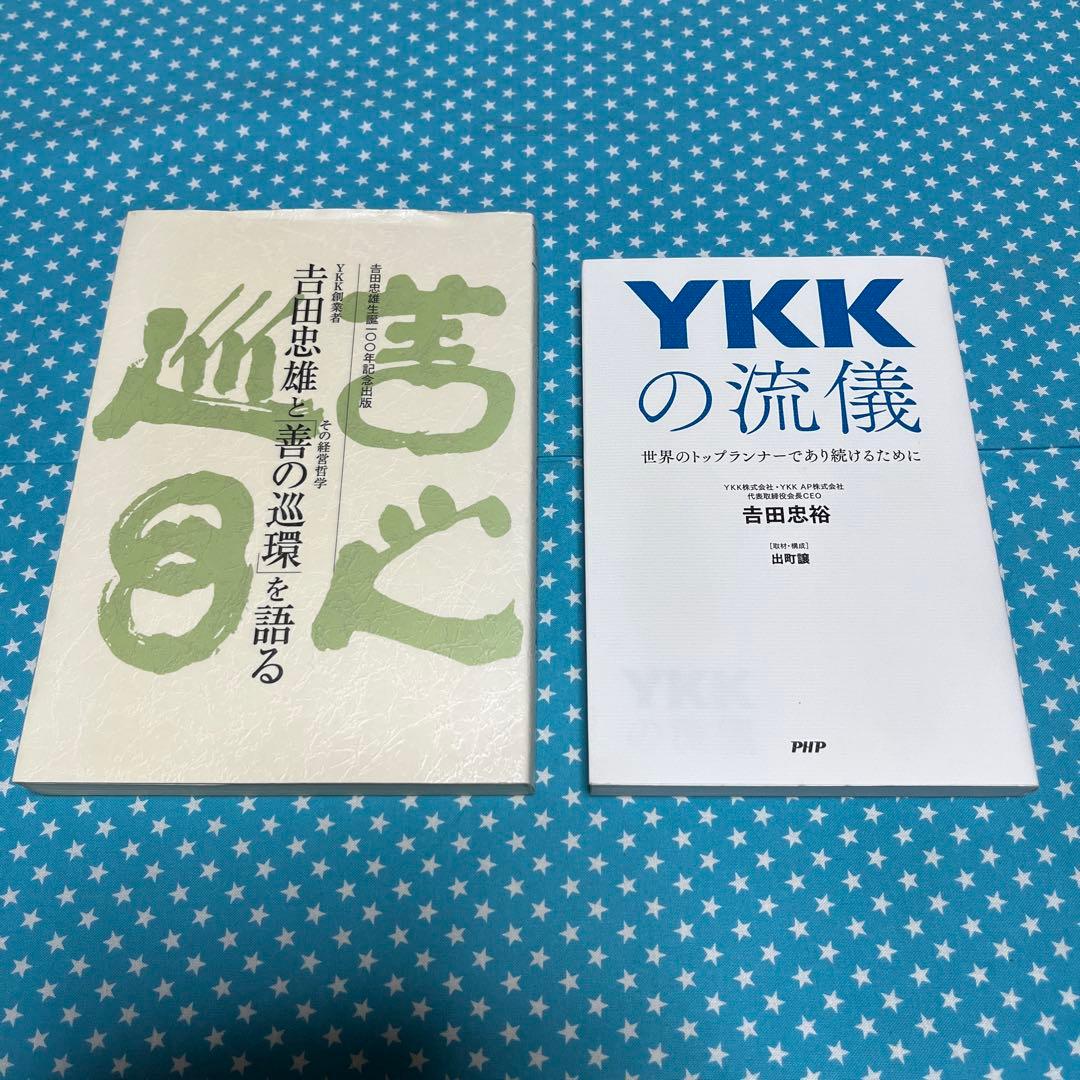 𠮷田忠雄生誕一〇〇年記念出版
YKK創業者
𠮷田忠雄と「善の巡環」を語る
その経営哲学
善
巡
YKK
の流儀
世界のトップランナーであり続けるために
YKK株式会社・YKK AP株式会社
代表取締役会長CEO
𠮷田忠裕
[取材・構成]
出町譲
PHP